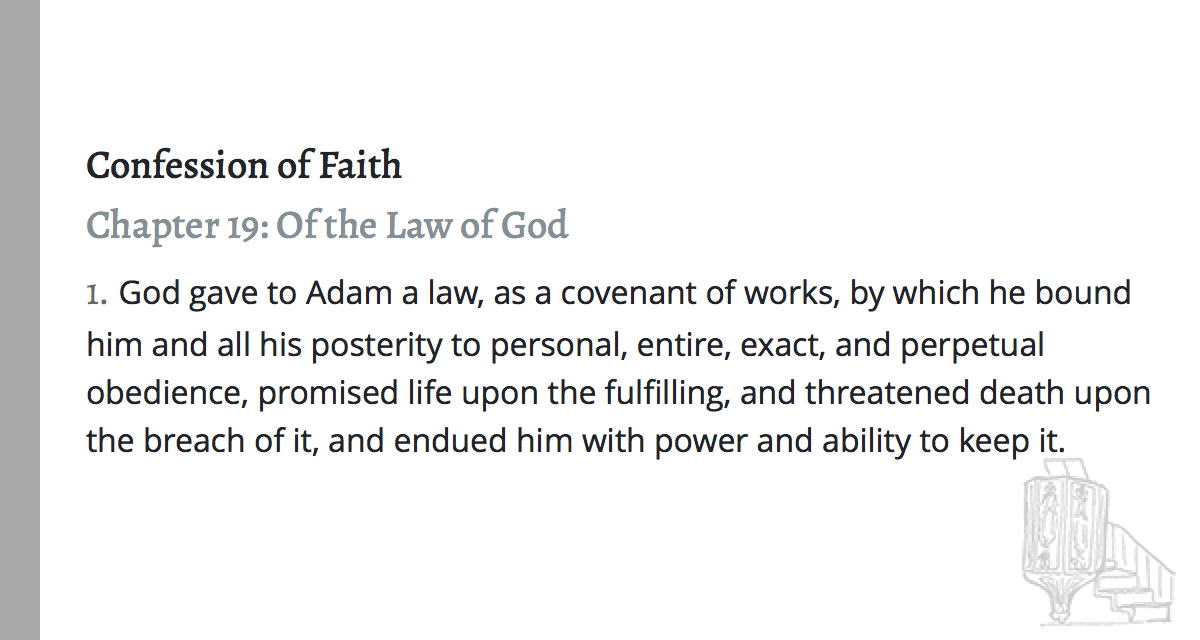 Confession of Faith
Chapter 19: Of the Law of God
1. God gave to Adam a law, as a covenant of works, by which he bound
him and all his posterity to personal, entire, exact, and perpetual
obedience, promised life upon the fulfilling, and threatened death upon
the breach of it, and endued him with power and ability to keep it.